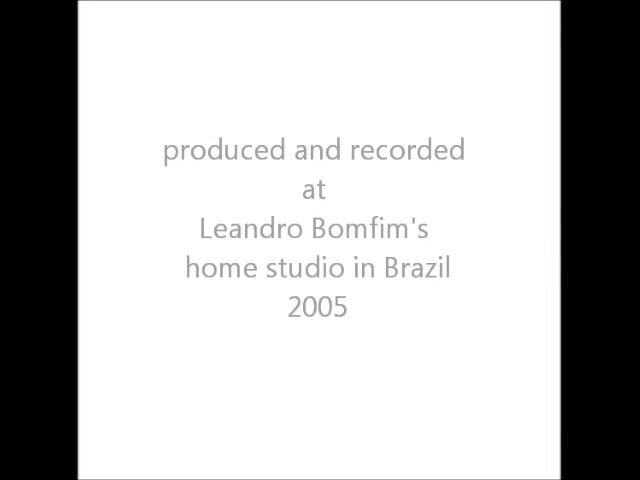 produced and recorded
at
Leandro Bomfim's
home studio in Brazil
2005